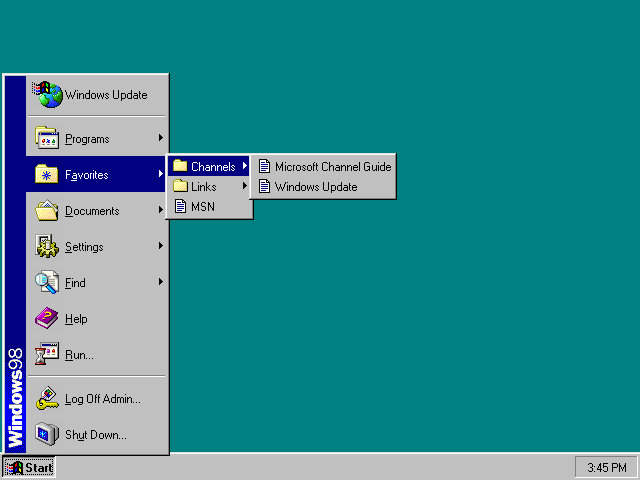 Windows Update
Programs
Favorites
Documents
Settings
Find
Help
Run...
Log Off Admin...
Shut Down...
Windows98
Channels
Links
MSN
Microsoft Channel Guide
Windows Update
Start
3:45 PM